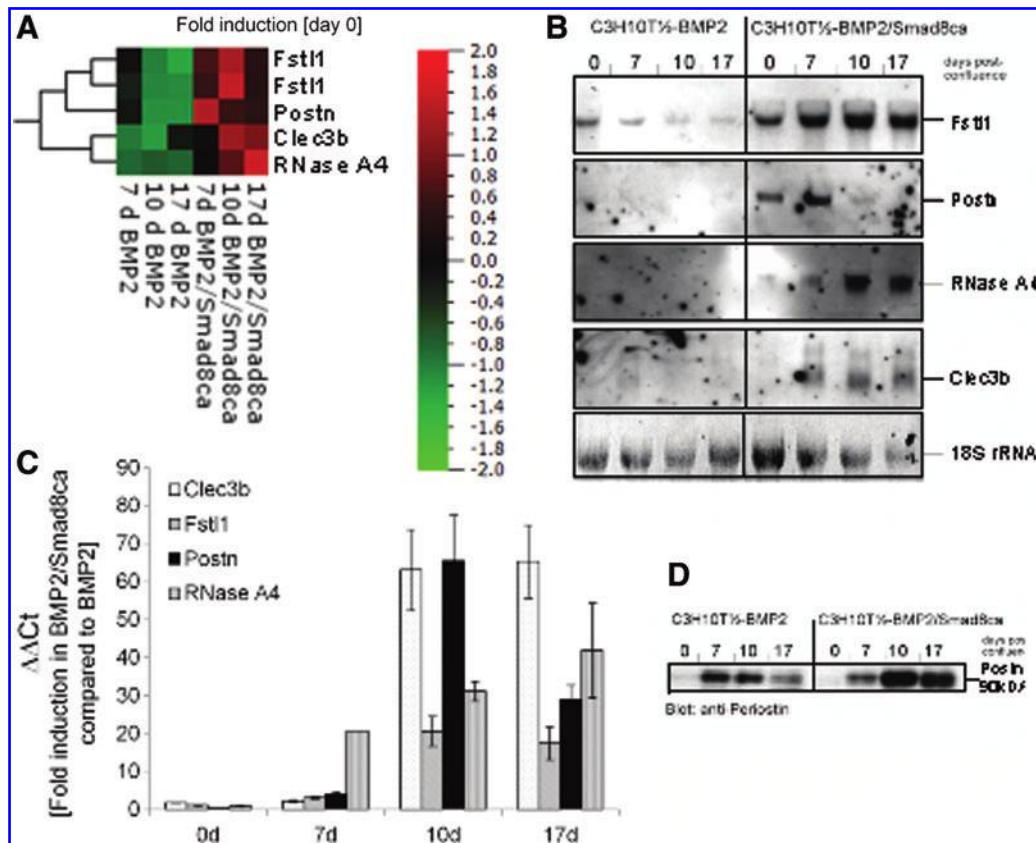 A
Fold induction [day 0]
Fstl1
Fstl1
Postn
Clec3b
RNase A4
7 d BMP2
10 d BMP2
17 d BMP2
7d BMP2/Smad8ca
10d BMP2/Smad8ca
17d BMP2/Smad8ca
2.0
1.8
1.6
1.4
1.2
1.0
0.8
0.6
0.4
0.2
0.0
-0.2
-0.4
-0.6
-0.8
-1.0
-1.2
-1.4
-1.6
-1.8
-2.0
B
C3H10T½-BMP2
C3H10T½-BMP2/Smad8ca
0 7 10 17
0 7 10 17
days post-
confluence
Fstl1
Postn
RNase A4
Clec3b
18S rRNA
C
ΔΔCt
[Fold induction in BMP2/Smad8ca
compared to BMP2]
90
80
70
60
50
40
30
20
10
0
Clec3b
Fstl1
Postn
RNase A4
0d 7d 10d 17d
D
C3H10T½-BMP2
C3H10T½-BMP2/Smad8ca
0 7 10 17
0 7 10 17
days pos
confluen
Postn
90kDa
Blot: anti-Periostin